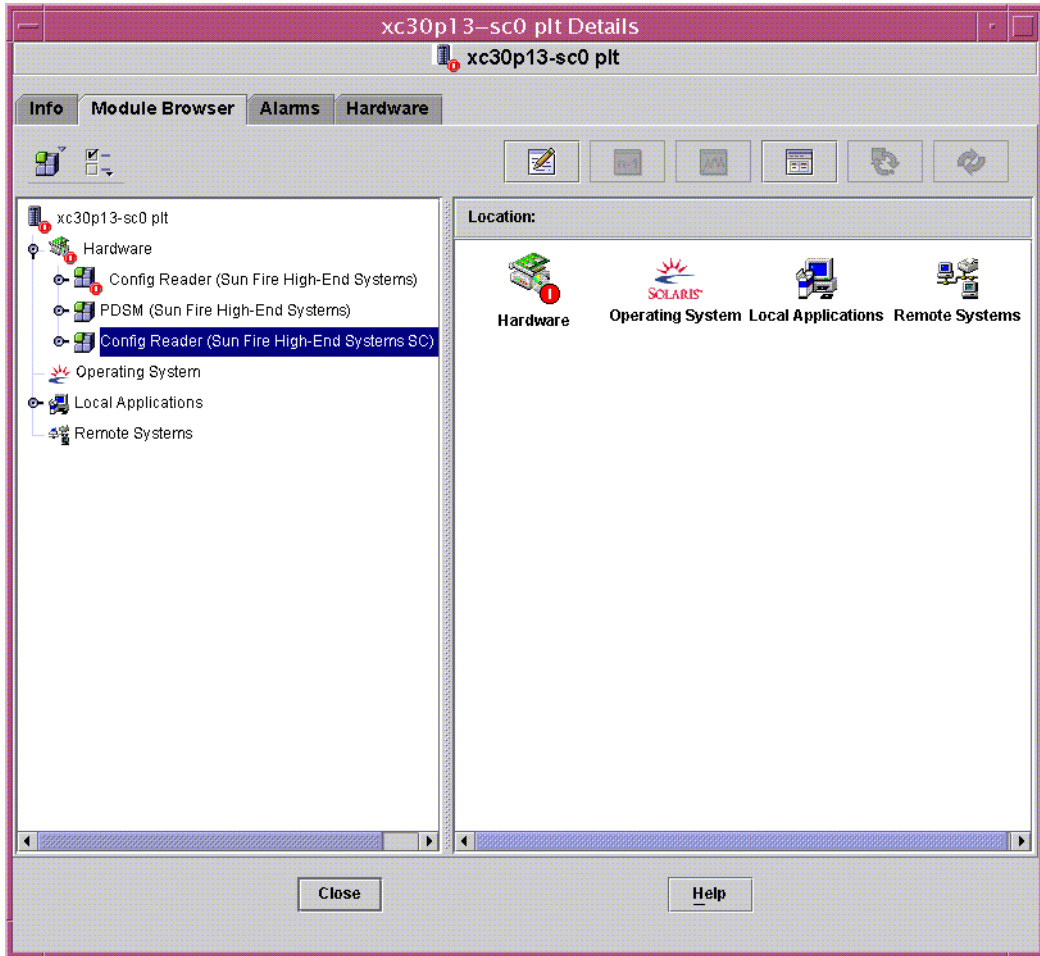 xc30p13–sc0 plt Details
xc30p13-sc0 plt
Info Module Browser Alarms Hardware
n-1
xc30p13-sc0 plt
Hardware
Config Reader (Sun Fire High-End Systems)
PDSM (Sun Fire High-End Systems)
Config Reader (Sun Fire High-End Systems SC)
Operating System
Local Applications
Remote Systems
Location:
SOLARIS
Hardware Operating System Local Applications Remote Systems
Close Help